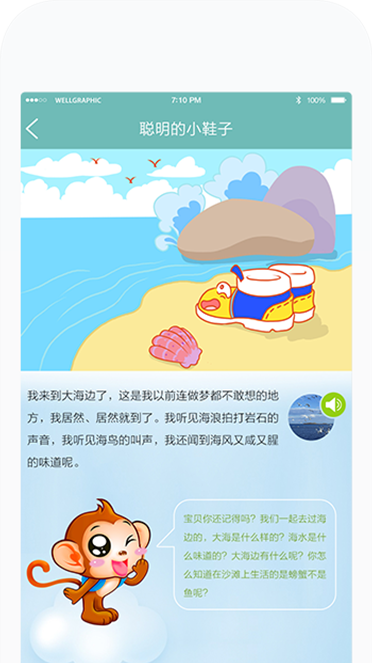 WELLGRAPHIC 7:10 PM 100%
聪明的小鞋子
我来到大海边了，这是我以前连做梦都不敢想的地
方，我居然、居然就到了。我听见海浪拍打岩石的
声音，我听见海鸟的叫声，我还闻到海风又咸又腥
的味道呢。
宝贝你还记得吗？我们一起去过海
边的，大海是什么样的？海水是什
么味道的？大海边有什么呢？你怎
么知道在沙滩上生活的是螃蟹不是
鱼呢？